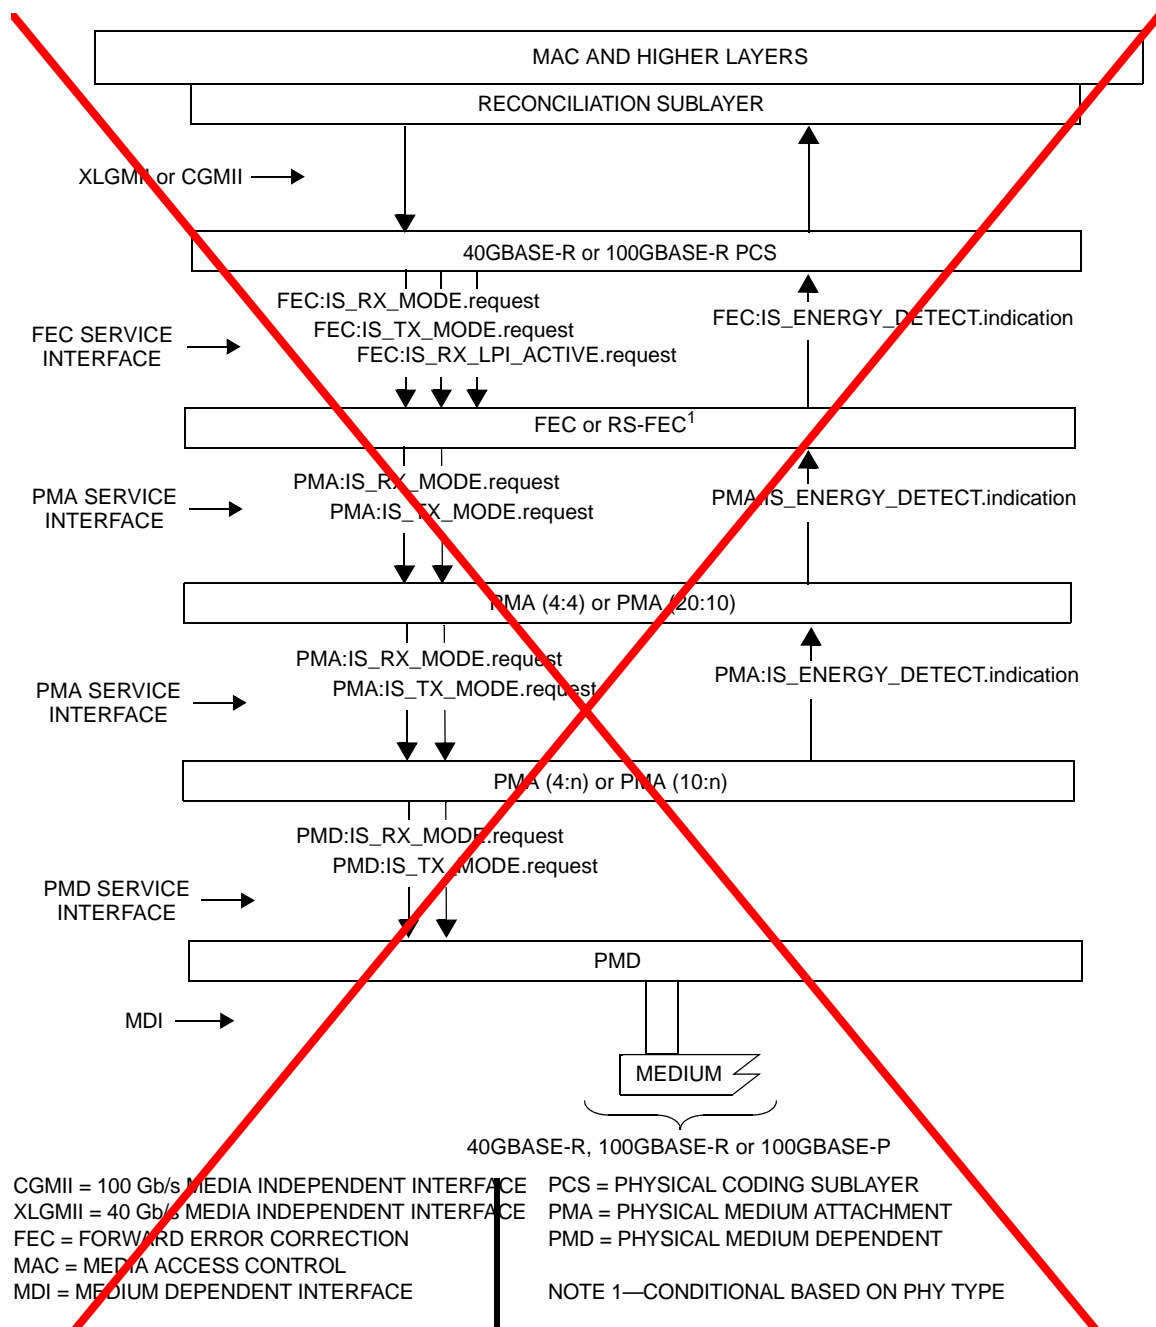 MAC AND HIGHER LAYERS
RECONCILIATION SUBLAYER
XLGMII or CGMII
40GBASE-R or 100GBASE-R PCS
FEC:IS_RX_MODE.request
FEC:IS_TX_MODE.request
FEC:IS_RX_LPI_ACTIVE.request
FEC:IS_ENERGY_DETECT.indication
FEC SERVICE
INTERFACE
FEC or RS-FEC1
PMA:IS_RX_MODE.request
PMA:IS_TX_MODE.request
PMA:IS_ENERGY_DETECT.indication
PMA SERVICE
INTERFACE
PMA (4:4) or PMA (20:10)
PMA:IS_RX_MODE.request
PMA:IS_TX_MODE.request
PMA:IS_ENERGY_DETECT.indication
PMA SERVICE
INTERFACE
PMA (4:n) or PMA (10:n)
PMD:IS_RX_MODE.request
PMD:IS_TX_MODE.request
PMD SERVICE
INTERFACE
PMD
MDI
MEDIUM
40GBASE-R, 100GBASE-R or 100GBASE-P
CGMII = 100 Gb/s MEDIA INDEPENDENT INTERFACE
XLGMII = 40 Gb/s MEDIA INDEPENDENT INTERFACE
FEC = FORWARD ERROR CORRECTION
MAC = MEDIA ACCESS CONTROL
MDI = MEDIUM DEPENDENT INTERFACE
PCS = PHYSICAL CODING SUBLAYER
PMA = PHYSICAL MEDIUM ATTACHMENT
PMD = PHYSICAL MEDIUM DEPENDENT
NOTE 1—CONDITIONAL BASED ON PHY TYPE